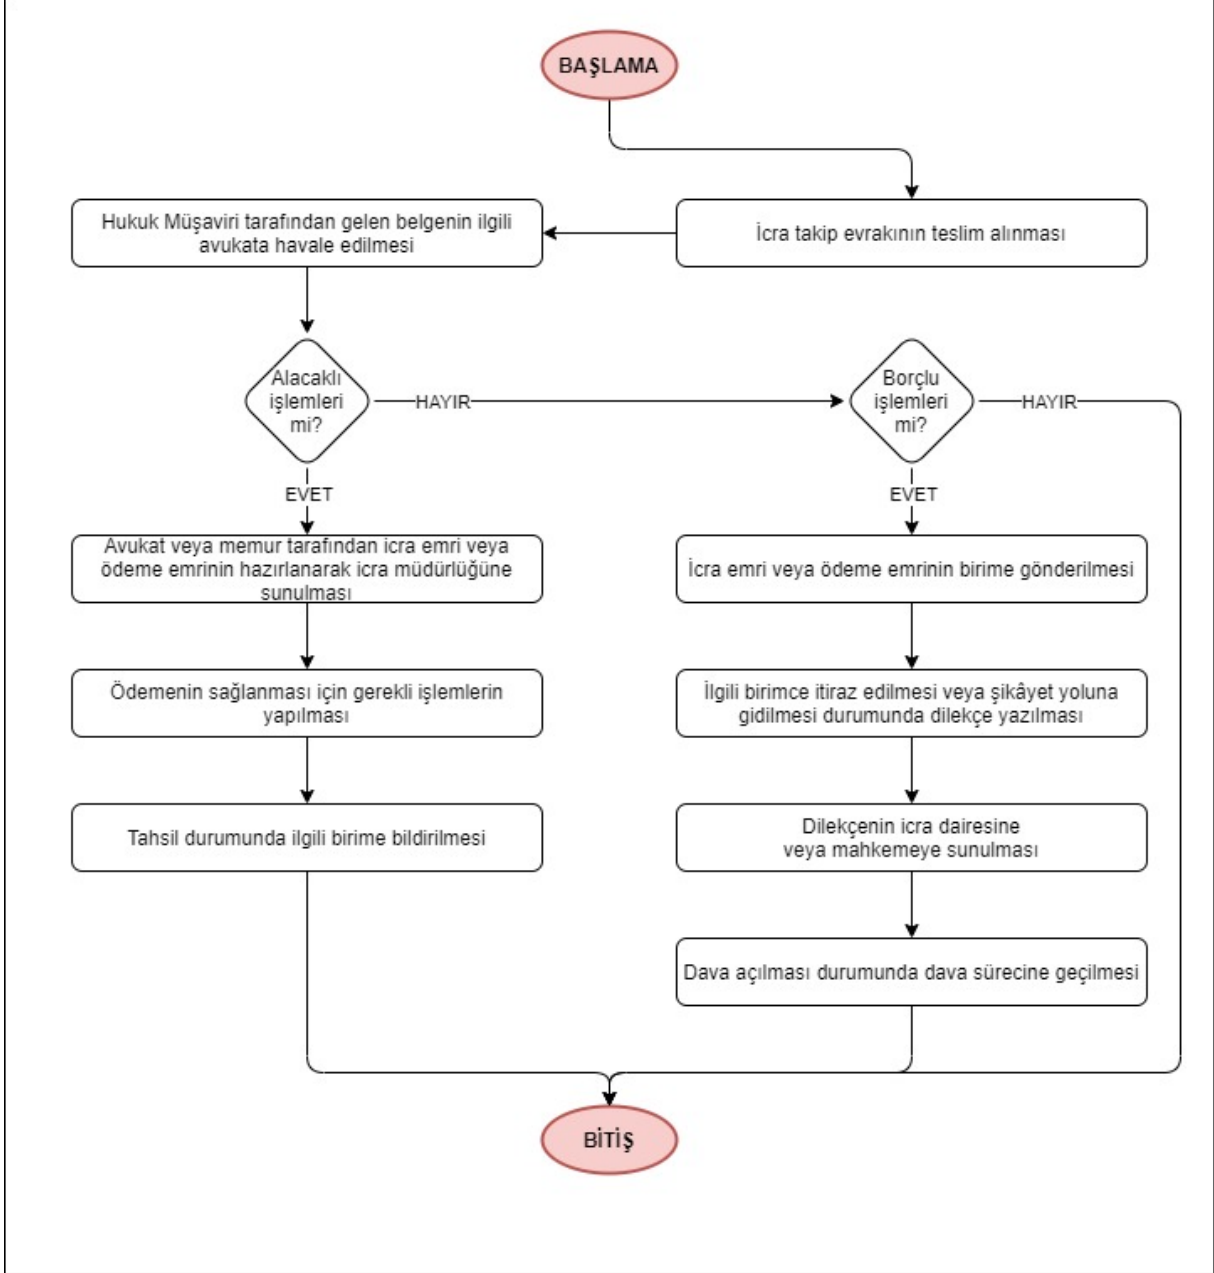 BAŞLAMA
İcra takip evrakının teslim alınması
Hukuk Müşaviri tarafından gelen belgenin ilgili
avukata havale edilmesi
Alacaklı
işlemleri
mi?
HAYIR
EVET
Borçlu
işlemleri
mi?
HAYIR
EVET
Avukat veya memur tarafından icra emri veya
ödeme emrinin hazırlanarak icra müdürlüğüne
sunulması
Ödemenin sağlanması için gerekli işlemlerin
yapılması
Tahsil durumunda ilgili birime bildirilmesi
İcra emri veya ödeme emrinin birime gönderilmesi
İlgili birimce itiraz edilmesi veya şikâyet yoluna
gidilmesi durumunda dilekçe yazılması
Dilekçenin icra dairesine
veya mahkemeye sunulması
Dava açılması durumunda dava sürecine geçilmesi
BİTİŞ